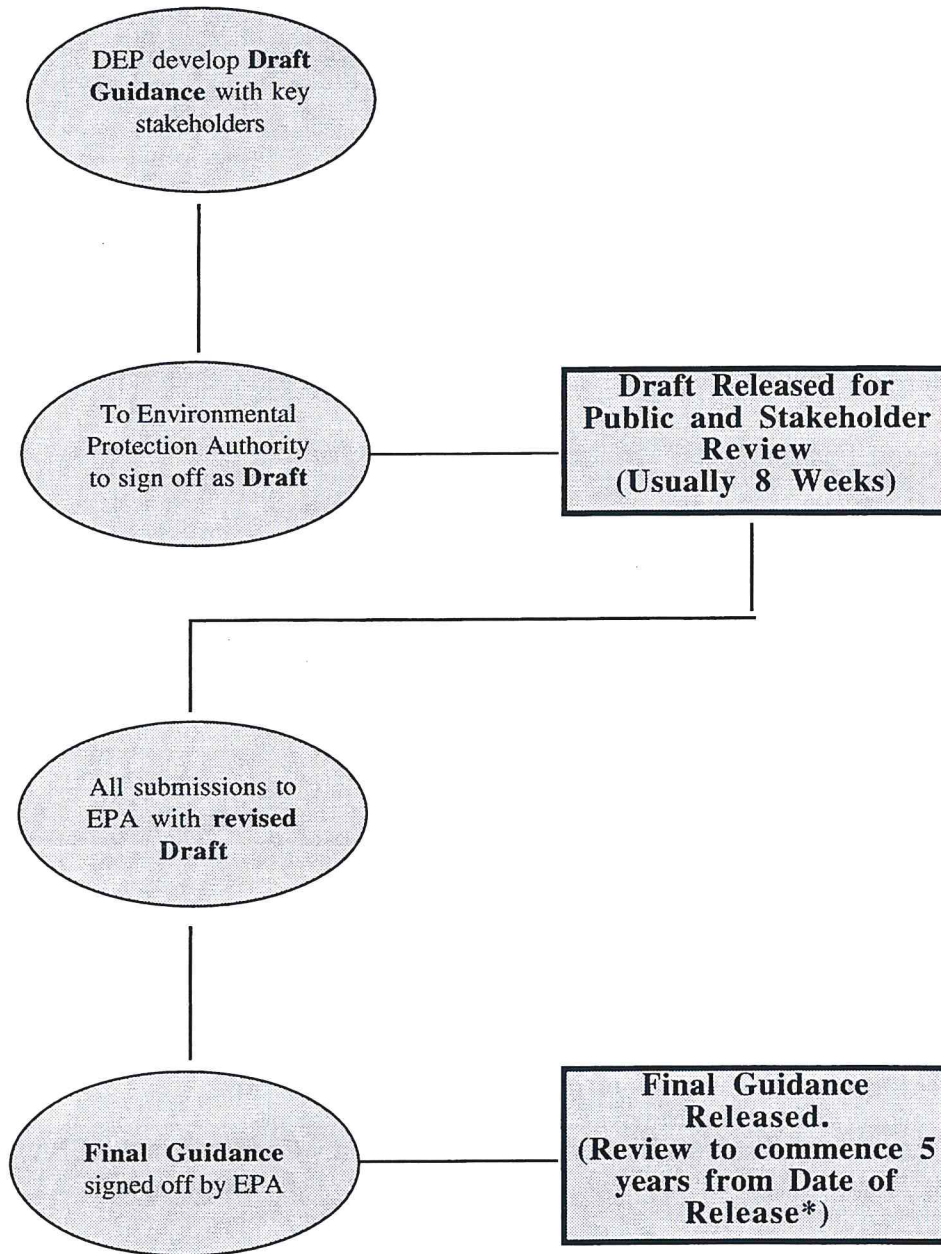 DEP develop Draft
Guidance with key
stakeholders
To Environmental
Protection Authority
to sign off as Draft
Draft Released for
Public and Stakeholder
Review
(Usually 8 Weeks)
All submissions to
EPA with revised
Draft
Final Guidance
signed off by EPA
Final Guidance
Released.
(Review to commence 5
years from Date of
Release*)